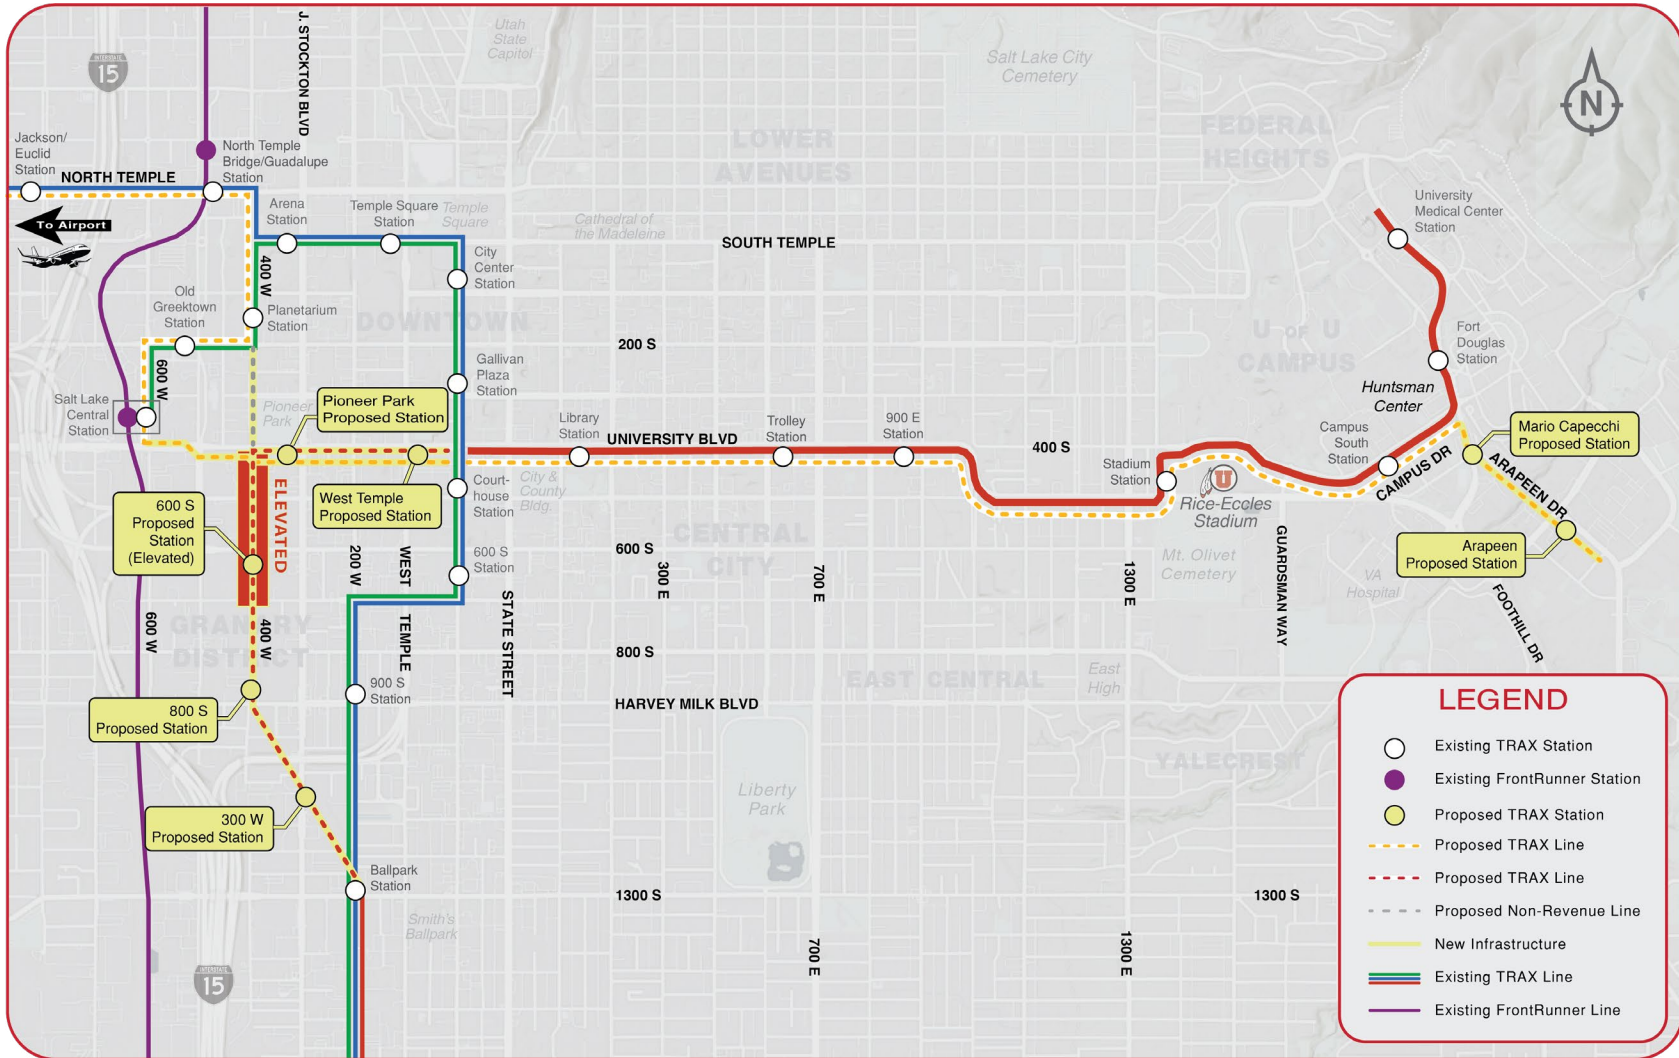 INTERSTATE
15
J. STOCKTON BLVD
Utah
State
Capitol
Salt Lake City
Cemetery
N
LOWER
AVENUES
FEDERAL
HEIGHTS
Jackson/
Euclid
Station
NORTH TEMPLE
North Temple
Bridge/Guadalupe
Station
To Airport
Arena
Station
Temple Square
Station
Temple
Square
Cathedral of
the Madeleine
SOUTH TEMPLE
University
Medical Center
Station
City
Center
Station
400 W
Old
Greektown
Station
Planetarium
Station
DOWNTOWN
200 S
U OF U
CAMPUS
Fort
Douglas
Station
600 W
Gallivan
Plaza
Station
Huntsman
Center
Salt Lake
Central
Station
Pioneer
Park
Pioneer Park
Proposed Station
Library
Station
UNIVERSITY BLVD
Trolley
Station
900 E
Station
400 S
Campus
South
Station
CAMPUS DR
Mario Capecchi
Proposed Station
ARAPEEN DR
Stadium
Station
U
Rice-Eccles
Stadium
West Temple
Proposed Station
Court-
house
Station
City &
County
Bldg.
ELEVATED
600 S
Proposed
Station
(Elevated)
CENTRAL
CITY
600 S
600 S
Station
200 W
WEST TEMPLE
STATE STREET
300 E
700 E
1300 E
Mt. Olivet
Cemetery
GUARDSMAN WAY
VA
Hospital
Arapeen
Proposed Station
FOOTHILL DR
600 W
GRANARY
DISTRICT
400 W
800 S
EAST CENTRAL
East
High
900 S
Station
800 S
Proposed Station
HARVEY MILK BLVD
YALECREST
300 W
Proposed Station
Liberty
Park
Ballpark
Station
1300 S
1300 S
Smith's
Ballpark
700 E
1300 E
INTERSTATE
15
LEGEND
Existing TRAX Station
Existing FrontRunner Station
Proposed TRAX Station
Proposed TRAX Line
Proposed TRAX Line
Proposed Non-Revenue Line
New Infrastructure
Existing TRAX Line
Existing FrontRunner Line